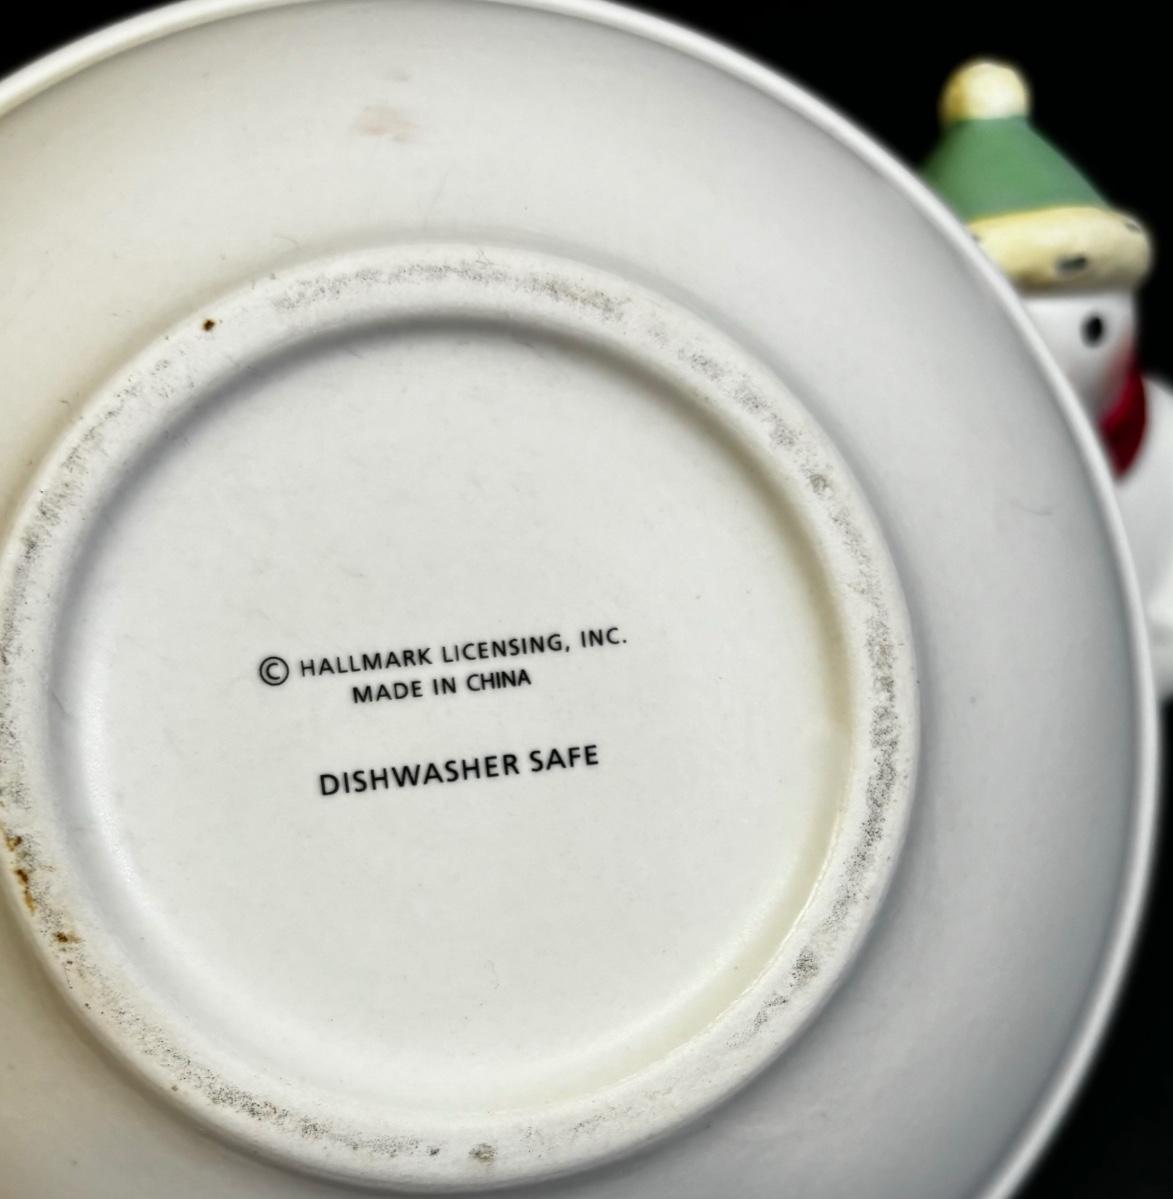 © HALLMARK LICENSING, INC.
MADE IN CHINA
DISHWASHER SAFE